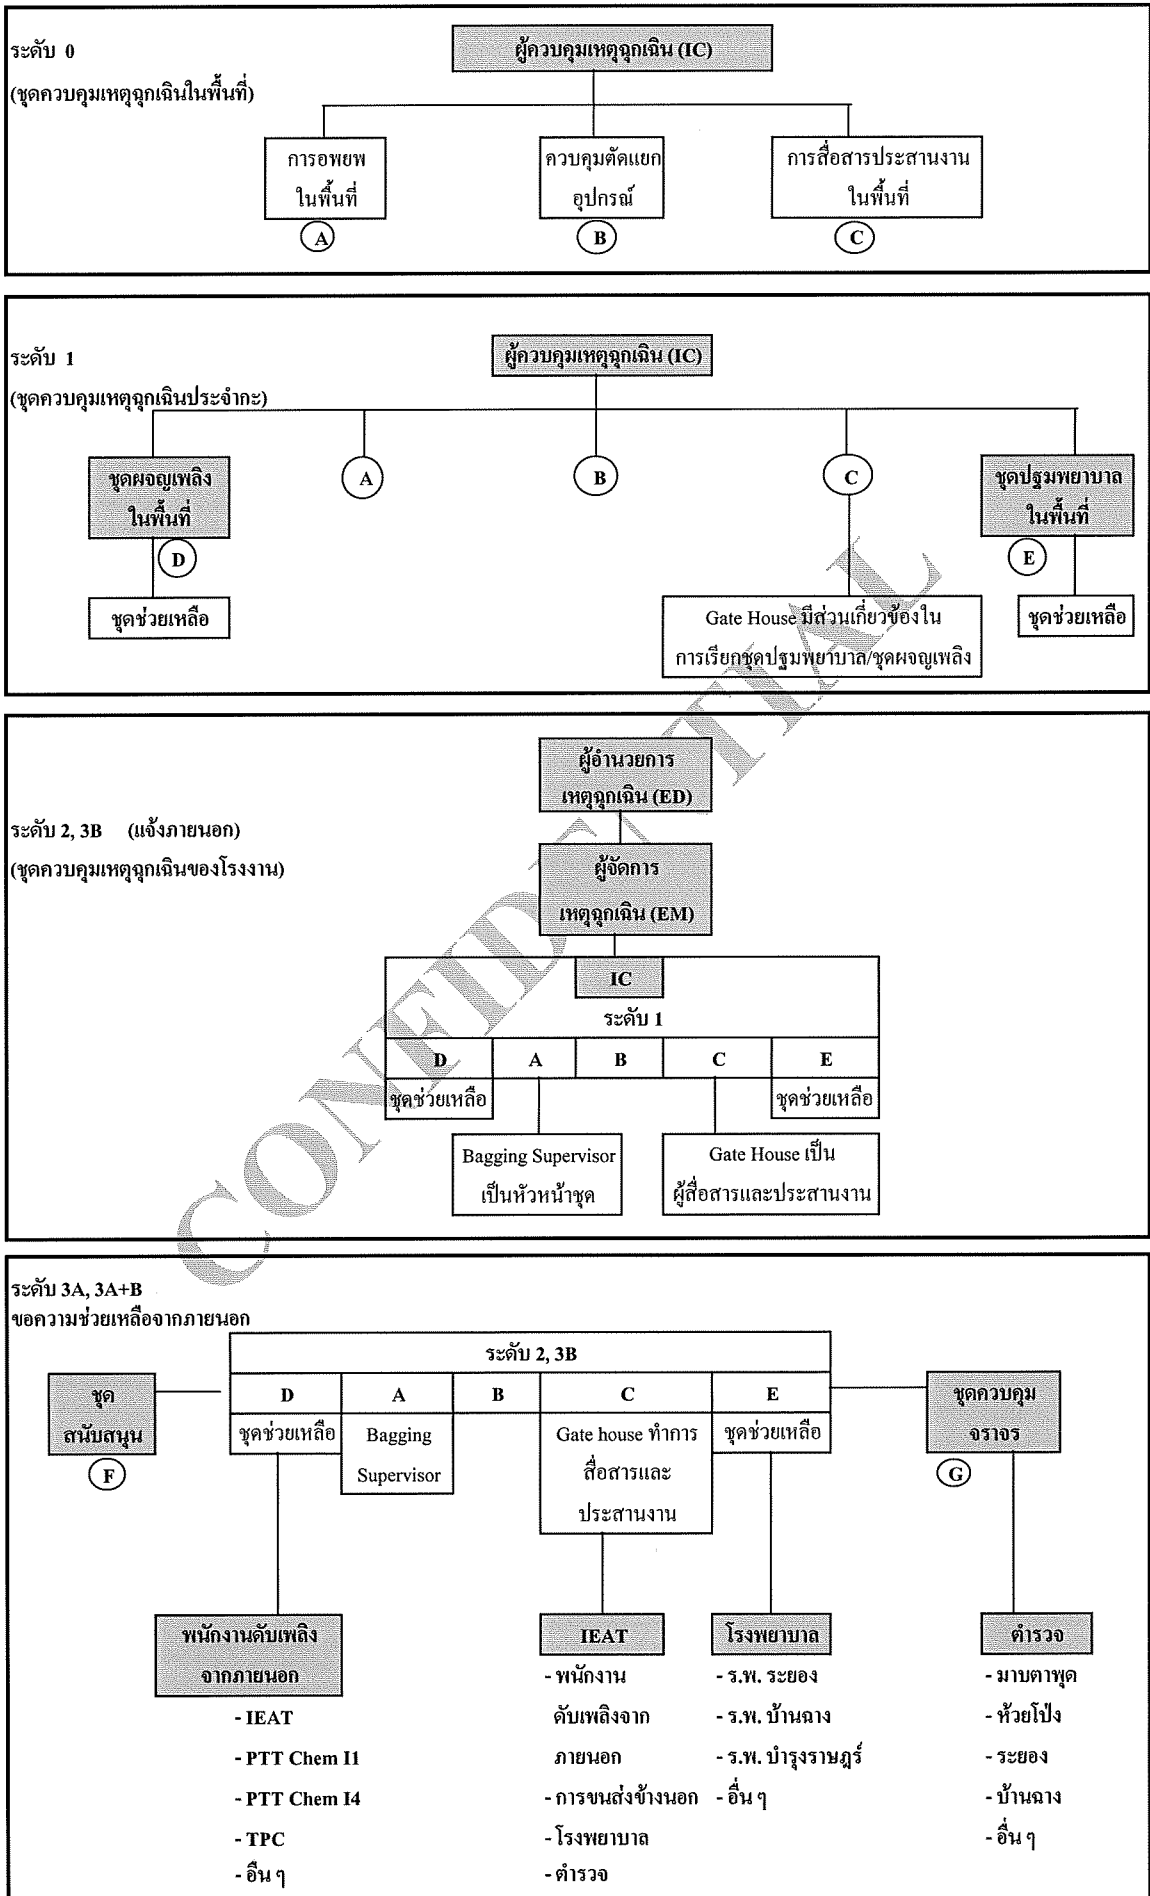 ระดับ 0
(ชุดควบคุมเหตุฉุกเฉินในพื้นที่)
ผู้ควบคุมเหตุฉุกเฉิน (IC)
การอพยพ
ในพื้นที่
A
ควบคุมตัดแยก
อุปกรณ์
B
การสื่อสารประสานงาน
ในพื้นที่
C
ระดับ 1
(ชุดควบคุมเหตุฉุกเฉินประจำกะ)
ผู้ควบคุมเหตุฉุกเฉิน (IC)
ชุดผจญเพลิง
ในพื้นที่
D
ชุดช่วยเหลือ
A
B
C
Gate House มีส่วนเกี่ยวข้องใน
การเรียกชุดปฐมพยาบาล/ชุดผจญเพลิง
ชุดปฐมพยาบาล
ในพื้นที่
E
ชุดช่วยเหลือ
ระดับ 2, 3B (แจ้งภายนอก)
(ชุดควบคุมเหตุฉุกเฉินของโรงงาน)
ผู้อำนวยการ
เหตุฉุกเฉิน (ED)
ผู้จัดการ
เหตุฉุกเฉิน (EM)
IC
ระดับ 1
D A B C E
ชุดช่วยเหลือ
ชุดช่วยเหลือ
Bagging Supervisor
เป็นหัวหน้าชุด
Gate House เป็น
ผู้สื่อสารและประสานงาน
CONFIDENTIAL
ระดับ 3A, 3A+B
ขอความช่วยเหลือจากภายนอก
ระดับ 2, 3B
ชุด
สนับสนุน
F
D A B C E
ชุดช่วยเหลือ
Bagging
Supervisor
Gate house ทำการ
สื่อสารและ
ประสานงาน
ชุดช่วยเหลือ
ชุดควบคุม
จราจร
G
พนักงานดับเพลิง
จากภายนอก
- IEAT
- PTT Chem I1
- PTT Chem I4
- TPC
- อื่น ๆ
IEAT
- พนักงาน
ดับเพลิงจาก
ภายนอก
- การขนส่งข้างนอก
- โรงพยาบาล
- ตำรวจ
โรงพยาบาล
- ร.พ. ระยอง
- ร.พ. บ้านฉาง
- ร.พ. บำรุงราษฎร์
- อื่น ๆ
ตำรวจ
- มาบตาพุด
- ห้วยโป่ง
- ระยอง
- บ้านฉาง
- อื่น ๆ